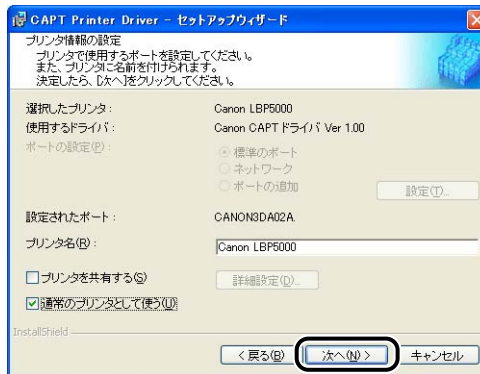 CAPT Printer Driver - セットアップウィザード
プリンタ情報の設定
プリンタで使用するポートを設定してください。
また、プリンタに名前を付けられます。
決定したら、[次へ]をクリックしてください。
選択したプリンタ: Canon LBP5000
使用するドライバ: Canon CAPT ドライバ Ver 1.00
ポートの設定(P): 標準のポート
ネットワーク
ポートの追加 設定(T)...
設定されたポート: CANON3DA02A.
プリンタ名(R): Canon LBP5000
プリンタを共有する(S) 詳細設定(D)...
通常のプリンタとして使う(U)
InstallShield
< 戻る(B) 次へ(N) > キャンセル